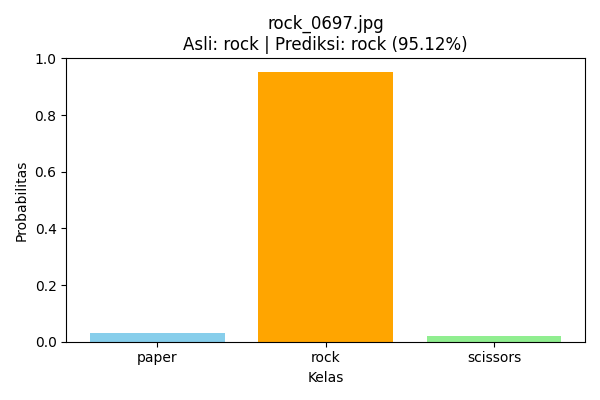 rock_0697.jpg
Asli: rock | Prediksi: rock (95.12%)
1.0
0.8
0.6
0.4
0.2
0.0
Probabilitas
paper rock scissors
Kelas